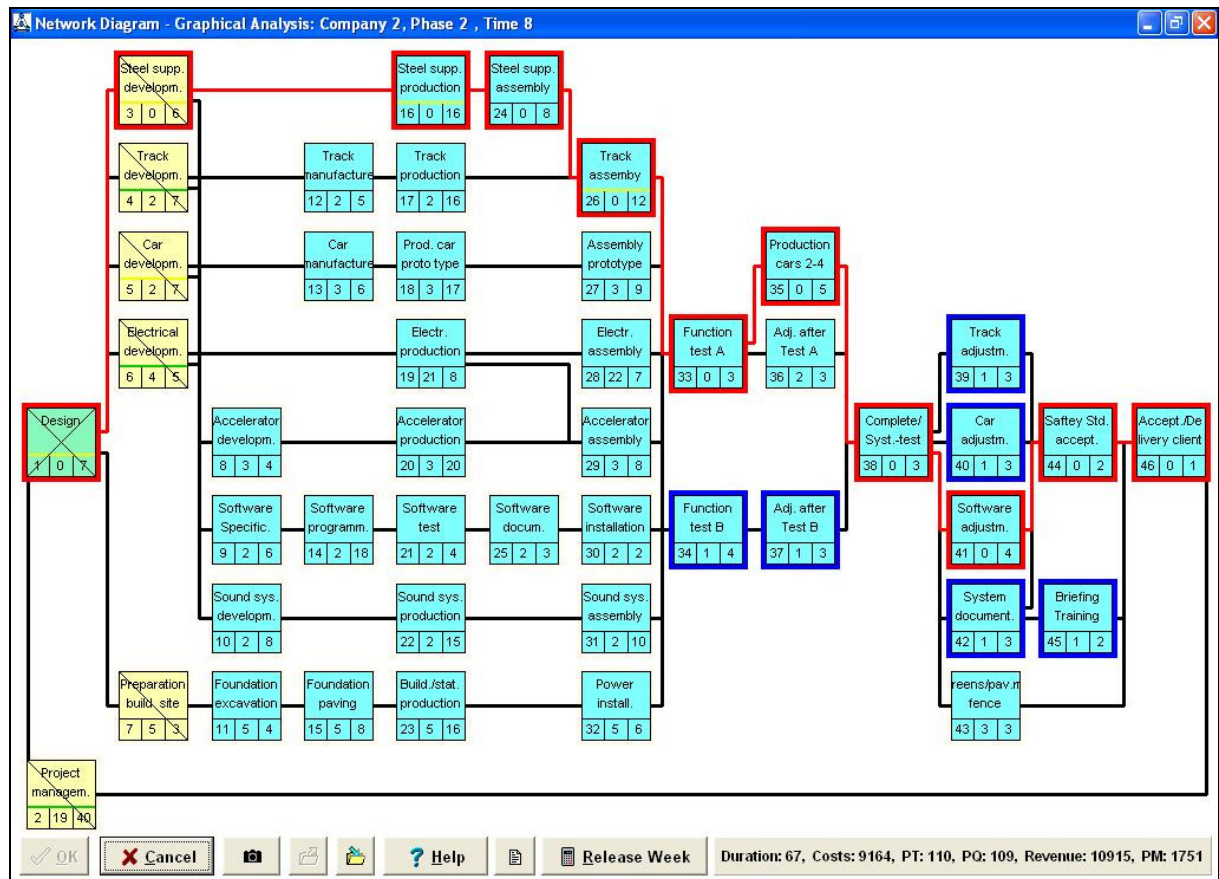 Network Diagram - Graphical Analysis: Company 2, Phase 2 , Time 8
Steel supp.
developm.
3 0 6
Steel supp.
production
16 0 16
Steel supp.
assembly
24 0 8
Track
developm.
4 2 7
Track
manufacture
12 2 5
Track
production
17 2 16
Track
assemby
26 0 12
Car
developm.
5 2 7
Car
manufacture
13 3 6
Prod. car
proto type
18 3 17
Assembly
prototype
27 3 9
Production
cars 2-4
35 0 5
Electrical
developm.
6 4 5
Electr.
production
19 21 8
Electr.
assembly
28 22 7
Function
test A
33 0 3
Adj. after
Test A
36 2 3
Track
adjustm.
39 1 3
Design
1 0 7
Accelerator
developm.
8 3 4
Accelerator
production
20 3 20
Accelerator
assembly
29 3 8
Complete/
Syst.-test
38 0 3
Car
adjustm.
40 1 3
Saftey Std.
accept.
44 0 2
Accept./De
livery client
46 0 1
Software
Specific.
9 2 6
Software
programm.
14 2 18
Software
test
21 2 4
Software
docum.
25 2 3
Software
installation
30 2 2
Function
test B
34 1 4
Adj. after
Test B
37 1 3
Software
adjustm.
41 0 4
Sound sys.
developm.
10 2 8
Sound sys.
production
22 2 15
Sound sys.
assembly
31 2 10
System
document.
42 1 3
Briefing
Training
45 1 2
Preparation
build. site
7 5 3
Foundation
excavation
11 5 4
Foundation
paving
15 5 8
Build./stat.
production
23 5 16
Power
install.
32 5 6
reens/pav.m
fence
43 3 3
Project
managem.
2 19 40
OK
Cancel
Help
Release Week
Duration: 67, Costs: 9164, PT: 110, PQ: 109, Revenue: 10915, PM: 1751